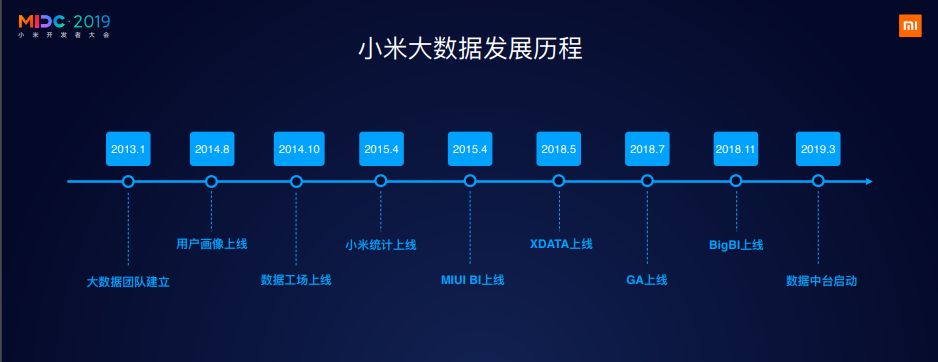 MIDC·2019
小米开发者大会
小米大数据发展历程
2013.1
2014.8
2014.10
2015.4
2015.4
2018.5
2018.7
2018.11
2019.3
用户画像上线
小米统计上线
XDATA上线
BigBI上线
大数据团队建立
数据工场上线
MIUI BI上线
GA上线
数据中台启动